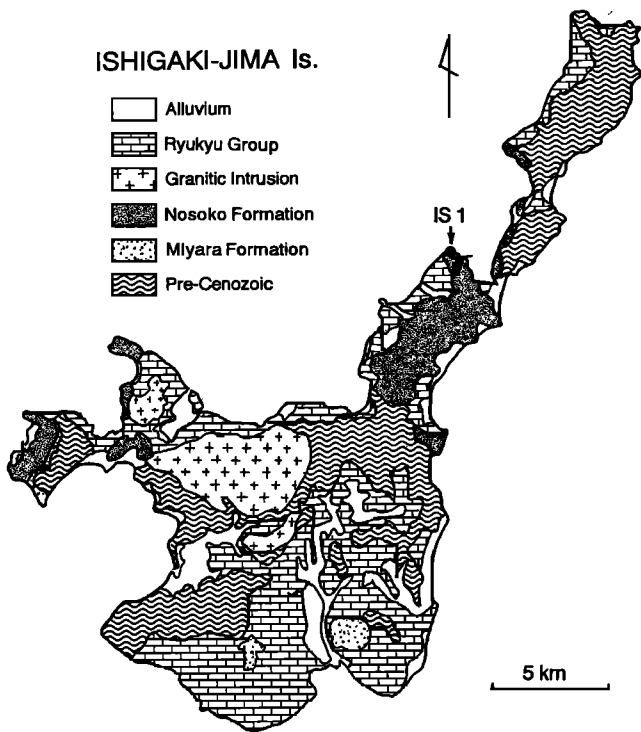 ISHIGAKI-JIMA Is.
Alluvium
Ryukyu Group
Granitic Intrusion
Nosoko Formation
Miyara Formation
Pre-Cenozoic
IS 1
5 km